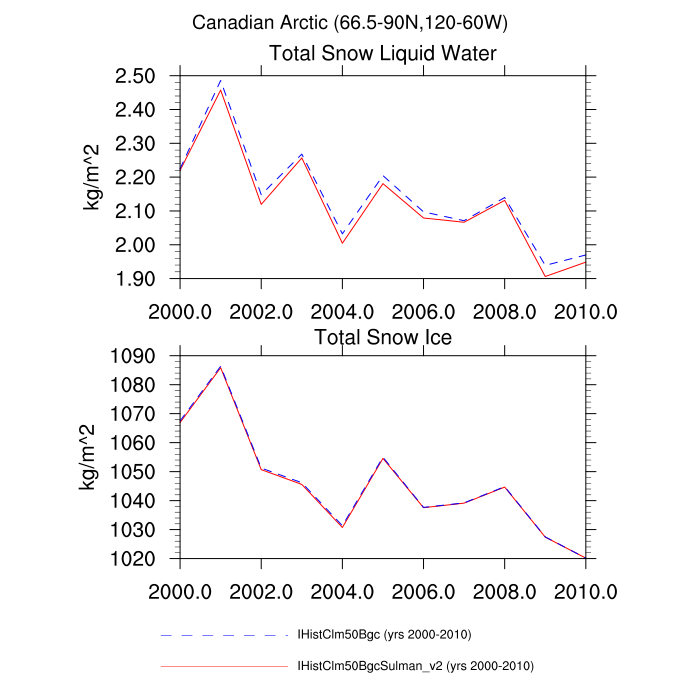 Canadian Arctic (66.5-90N,120-60W)
Total Snow Liquid Water
2.50
2.40
2.30
2.20
2.10
2.00
1.90
kg/m^2
2000.0 2002.0 2004.0 2006.0 2008.0 2010.0
Total Snow Ice
1090
1080
1070
1060
1050
1040
1030
1020
kg/m^2
2000.0 2002.0 2004.0 2006.0 2008.0 2010.0
IHistClm50Bgc (yrs 2000-2010)
IHistClm50BgcSulman_v2 (yrs 2000-2010)